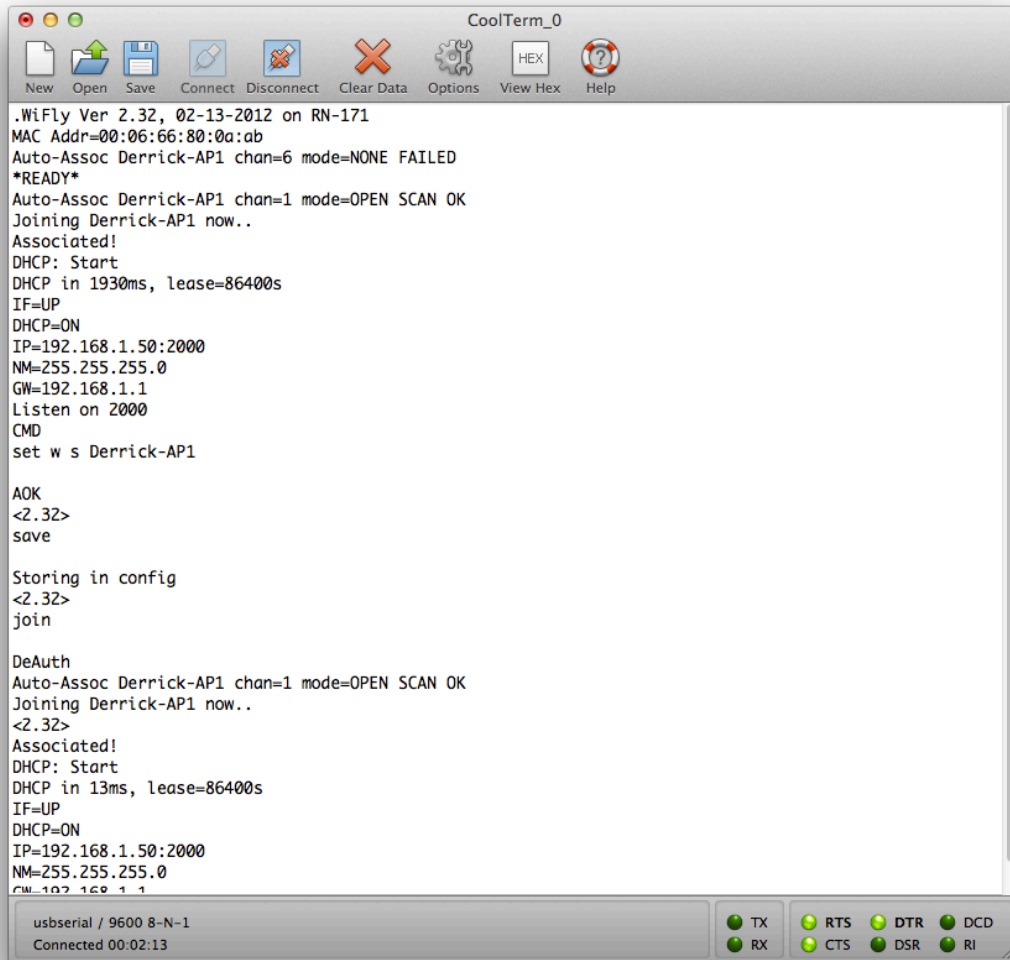 CoolTerm_0
HEX
New Open Save Connect Disconnect Clear Data Options View Hex Help
.WiFly Ver 2.32, 02-13-2012 on RN-171
MAC Addr=00:06:66:80:0a:ab
Auto-Assoc Derrick-AP1 chan=6 mode=NONE FAILED
*READY*
Auto-Assoc Derrick-AP1 chan=1 mode=OPEN SCAN OK
Joining Derrick-AP1 now..
Associated!
DHCP: Start
DHCP in 1930ms, lease=86400s
IF=UP
DHCP=ON
IP=192.168.1.50:2000
NM=255.255.255.0
GW=192.168.1.1
Listen on 2000
CMD
set w s Derrick-AP1
AOK
<2.32>
save
Storing in config
<2.32>
join
DeAuth
Auto-Assoc Derrick-AP1 chan=1 mode=OPEN SCAN OK
Joining Derrick-AP1 now..
<2.32>
Associated!
DHCP: Start
DHCP in 13ms, lease=86400s
IF=UP
DHCP=ON
IP=192.168.1.50:2000
NM=255.255.255.0
GW=192.168.1.1
usbserial / 9600 8-N-1
Connected 00:02:13
TX RTS DTR DCD
RX CTS DSR RI